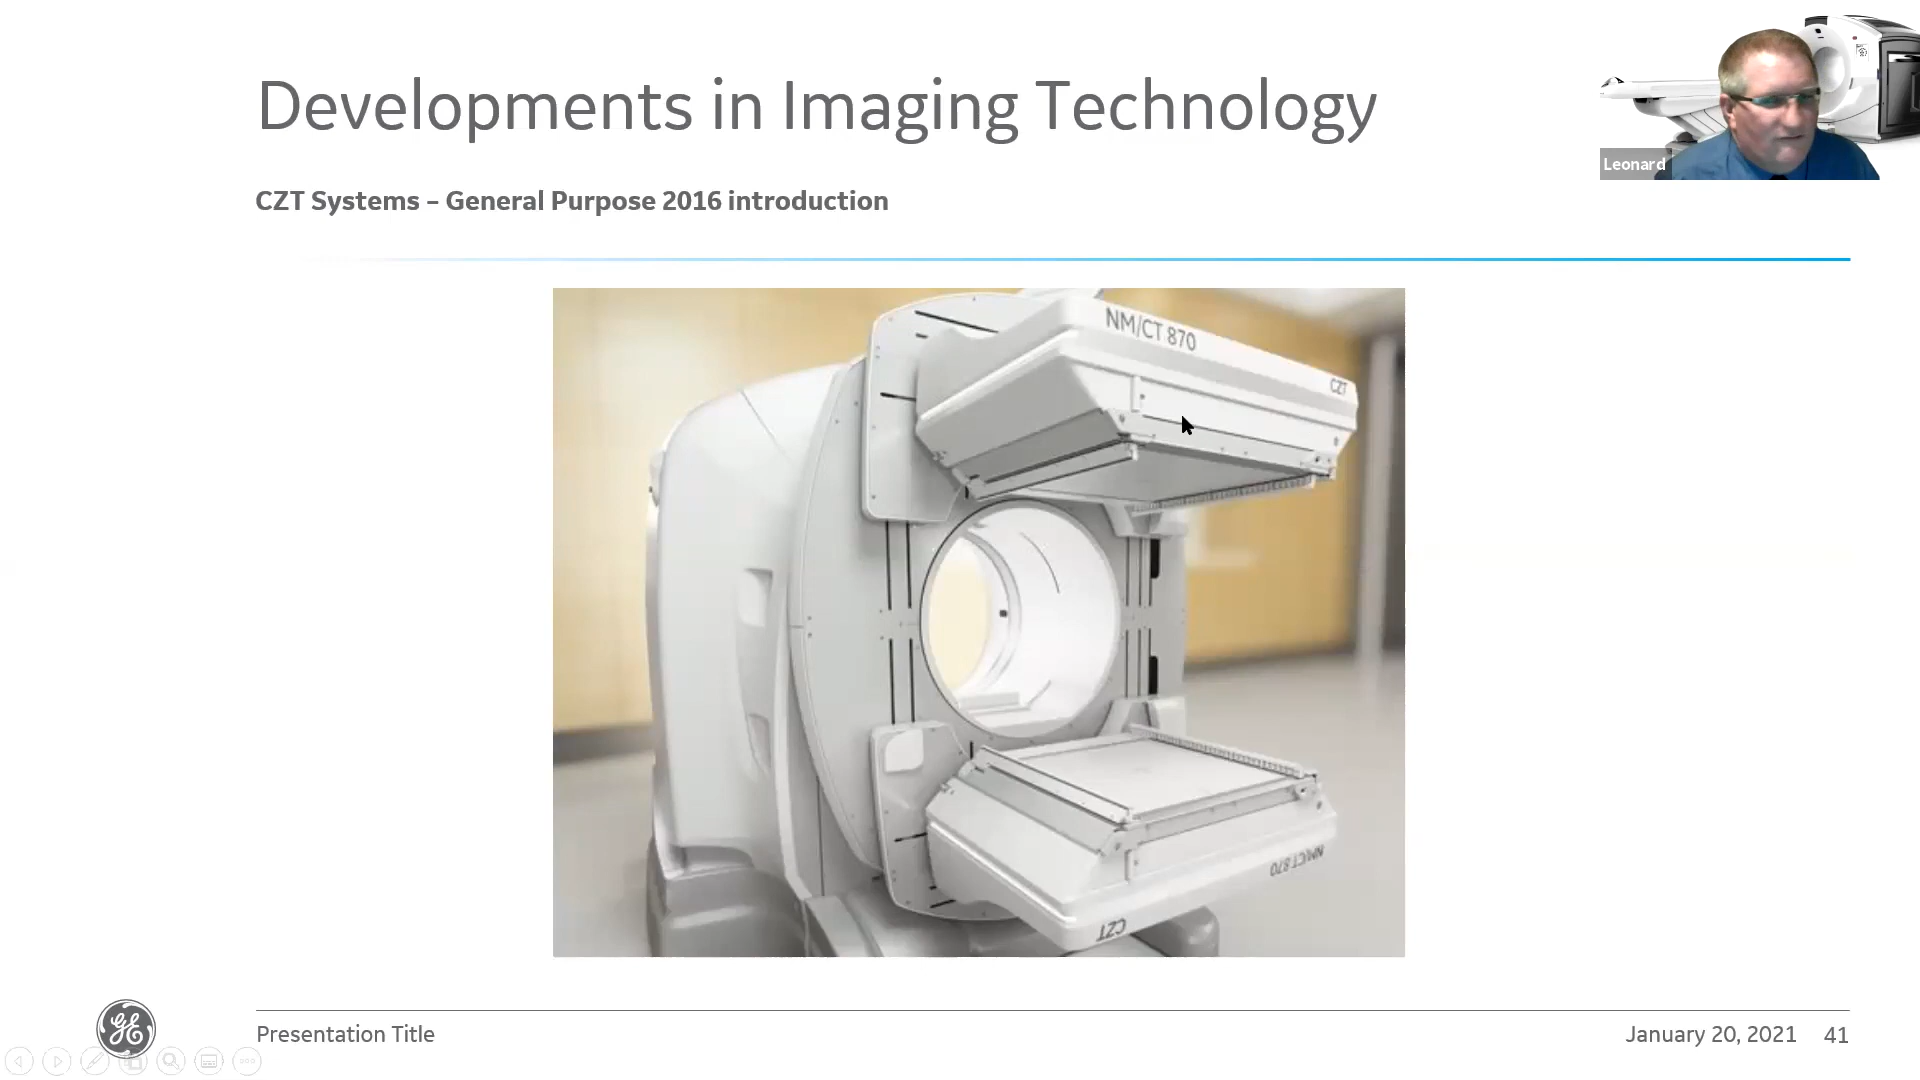 Developments in Imaging Technology
Leonard
CZT Systems – General Purpose 2016 introduction
NM/CT 870
CZT
NM/CT 870
CZT
GE
Presentation Title
January 20, 2021 41